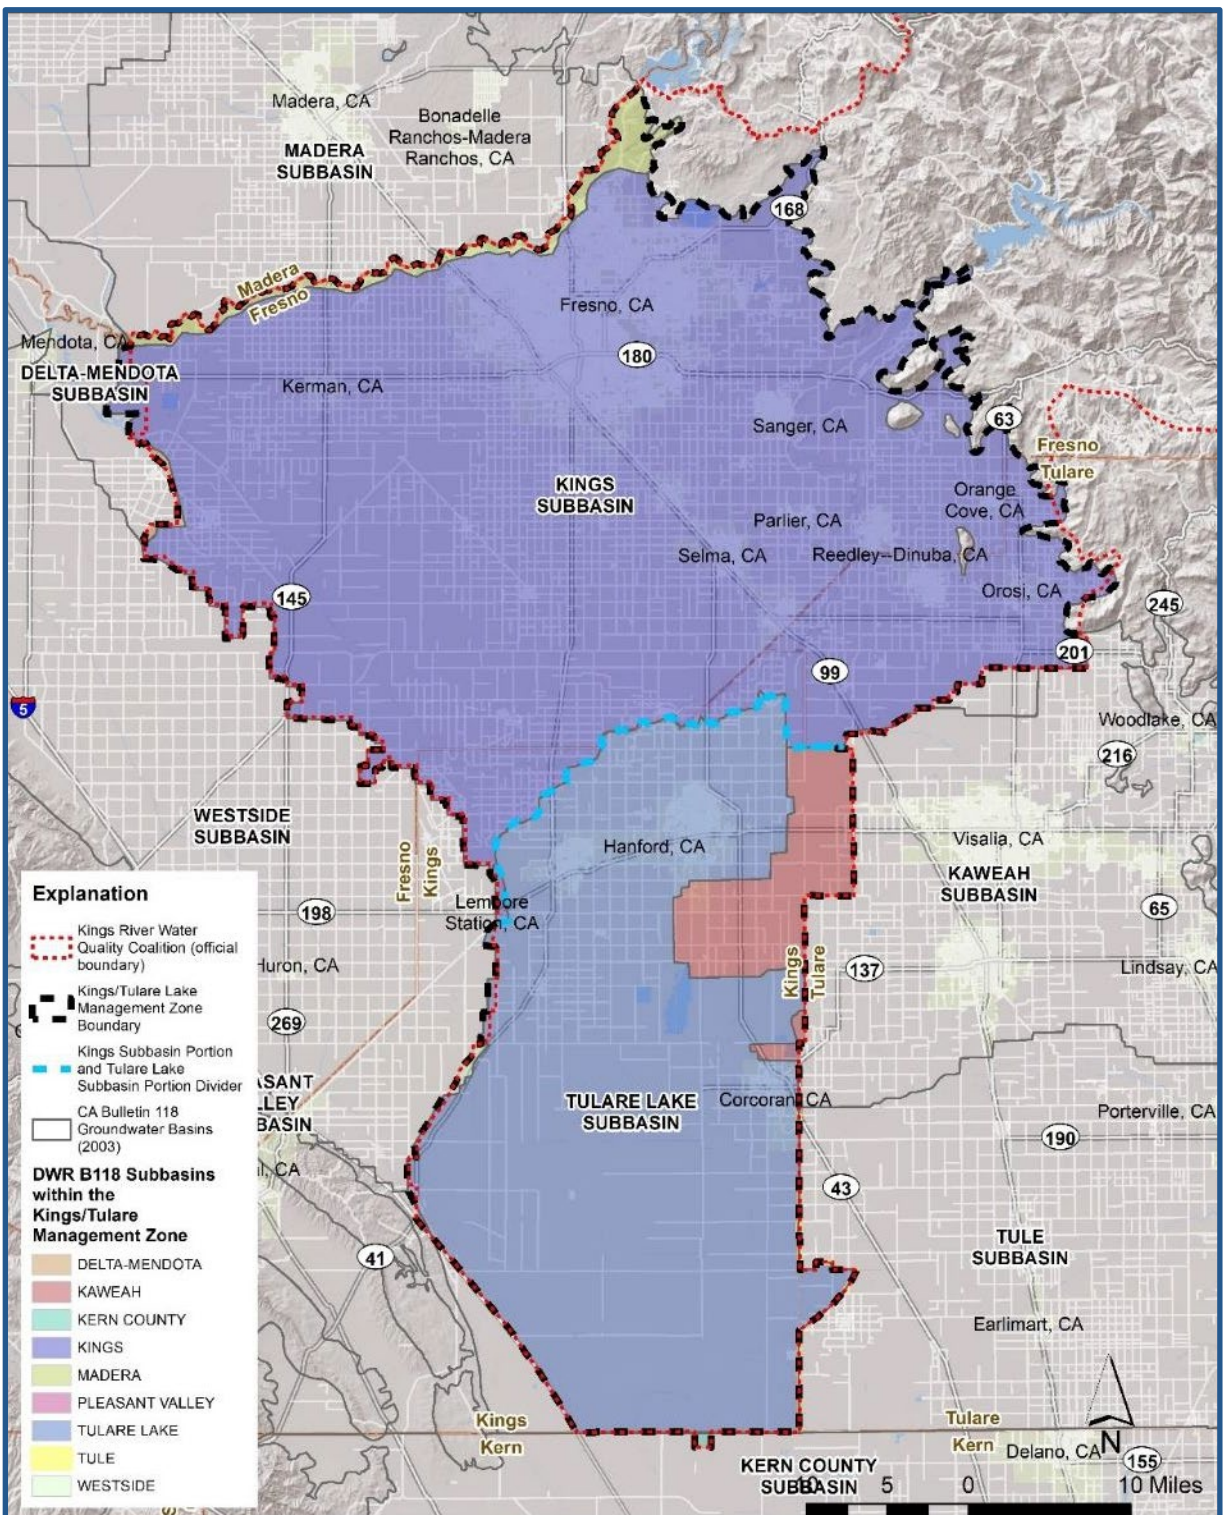 Madera, CA
Bonadelle
Ranchos-Madera
Ranchos, CA
MADERA
SUBBASIN
168
Madera
Fresno
Fresno, CA
Mendota, CA
180
DELTA-MENDOTA
SUBBASIN
Kerman, CA
Sanger, CA
63
Fresno
Tulare
KINGS
SUBBASIN
Orange
Cove, CA
Parlier, CA
Selma, CA
Reedley--Dinuba, CA
Orosi, CA
145
245
201
99
5
Woodlake, CA
216
WESTSIDE
SUBBASIN
Hanford, CA
Visalia, CA
Fresno
Kings
KAWEAH
SUBBASIN
Lemoore
Station, CA
198
65
Kings
Tulare
137
Lindsay, CA
Huron, CA
269
TULARE LAKE
SUBBASIN
Corcoran, CA
Porterville, CA
190
43
41
TULE
SUBBASIN
Earlimart, CA
Kings
Kern
Tulare
Kern
Delano, CA
155
KERN COUNTY
SUBBASIN
N
10 5 0 10 Miles
Explanation
Kings River Water
Quality Coalition (official
boundary)
Kings/Tulare Lake
Management Zone
Boundary
Kings Subbasin Portion
and Tulare Lake
Subbasin Portion Divider
CA Bulletin 118
Groundwater Basins
(2003)
DWR B118 Subbasins
within the
Kings/Tulare
Management Zone
DELTA-MENDOTA
KAWEAH
KERN COUNTY
KINGS
MADERA
PLEASANT VALLEY
TULARE LAKE
TULE
WESTSIDE